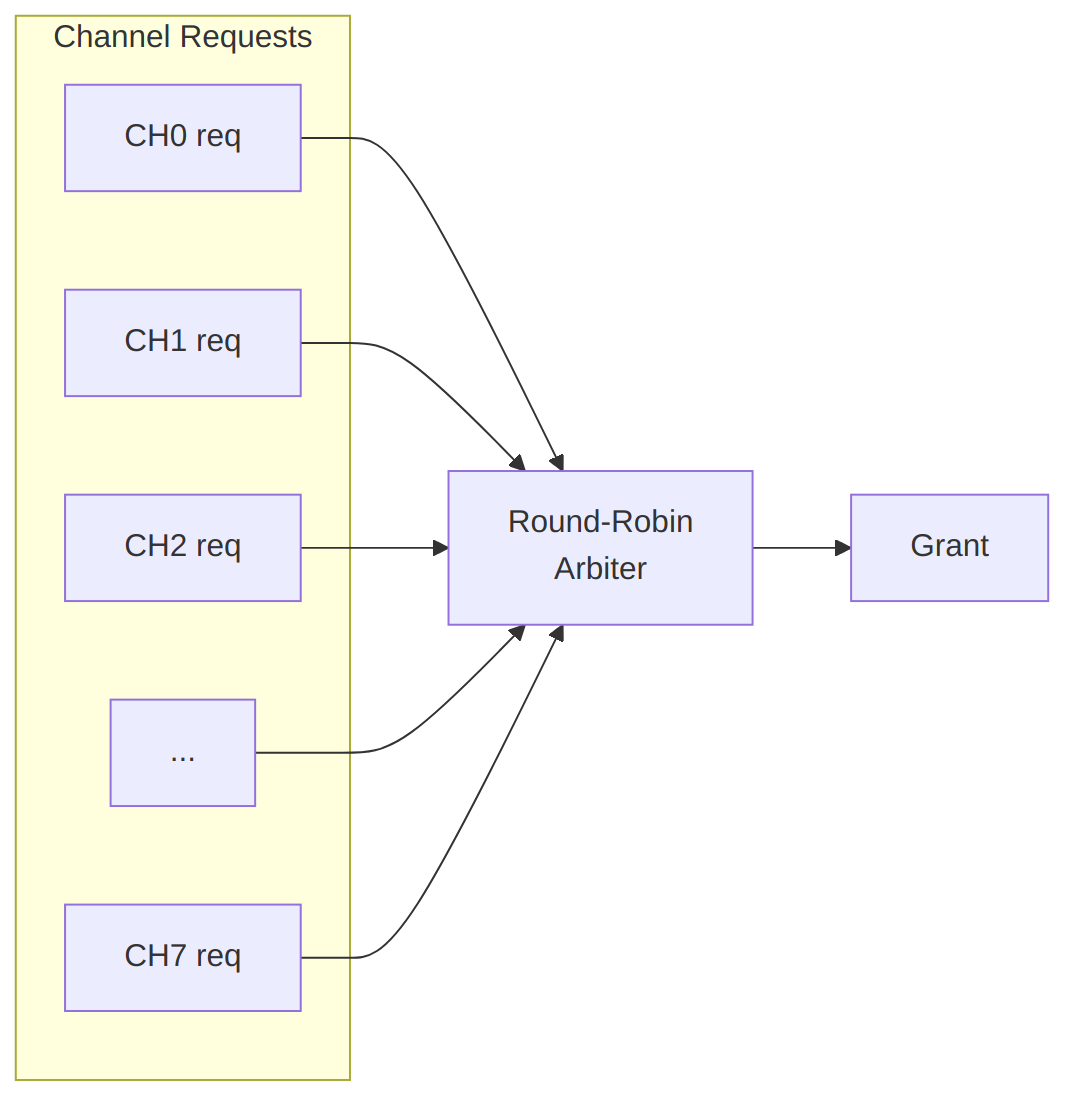 Channel Requests
CH0 req
CH1 req
CH2 req
...
CH7 req
Round-Robin
Arbiter
Grant